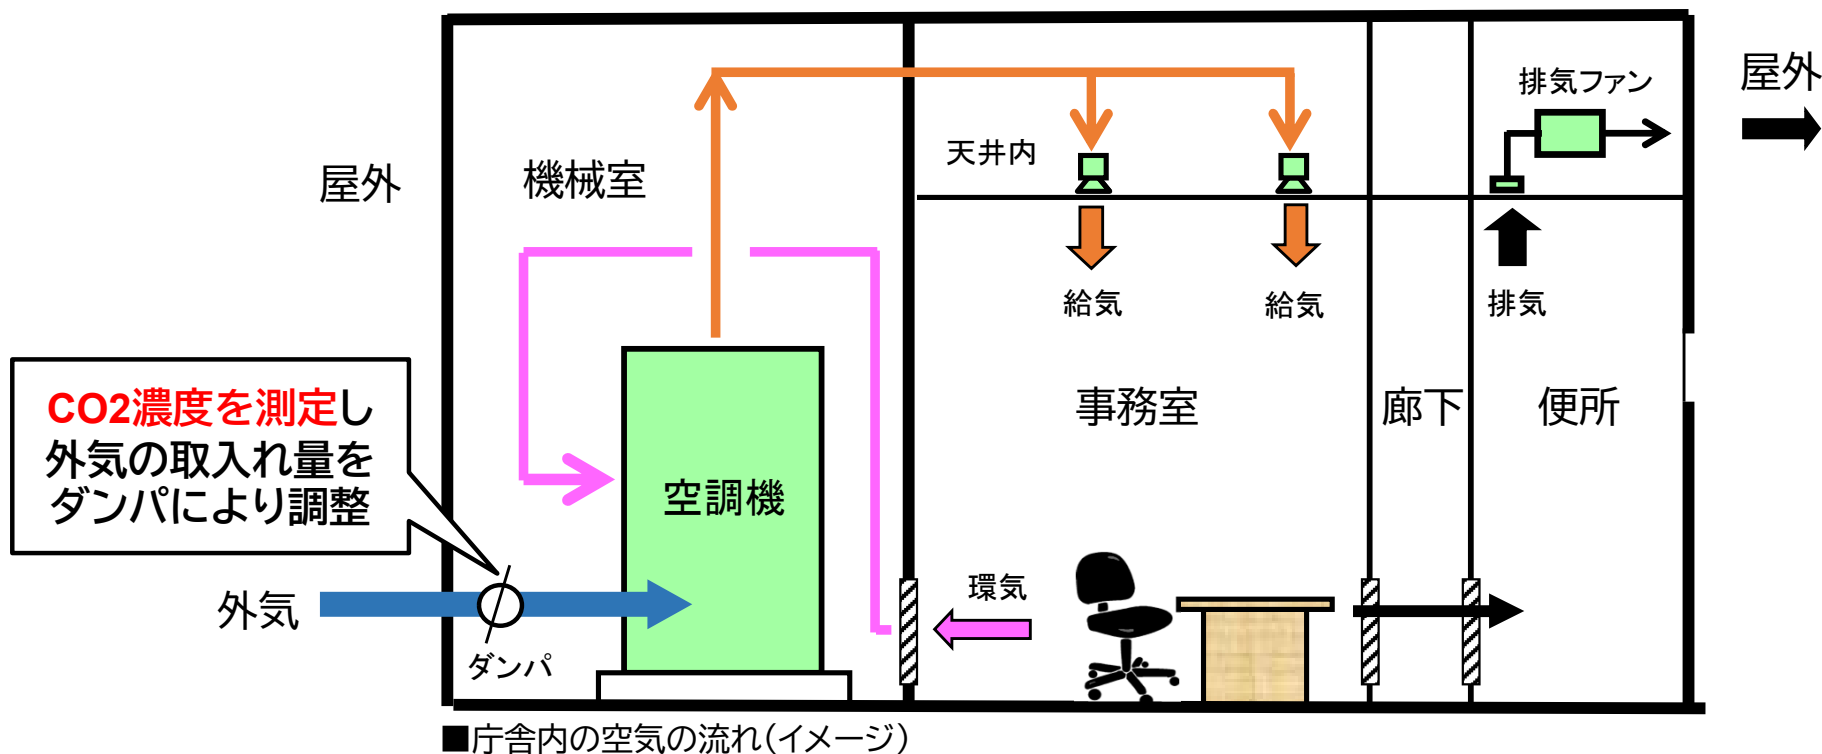 屋外
排気ファン
天井内
屋外
機械室
給気
給気
排気
CO2濃度を測定し
外気の取入れ量を
ダンパにより調整
事務室
廊下
便所
空調機
環気
外気
ダンパ
■庁舎内の空気の流れ(イメージ)